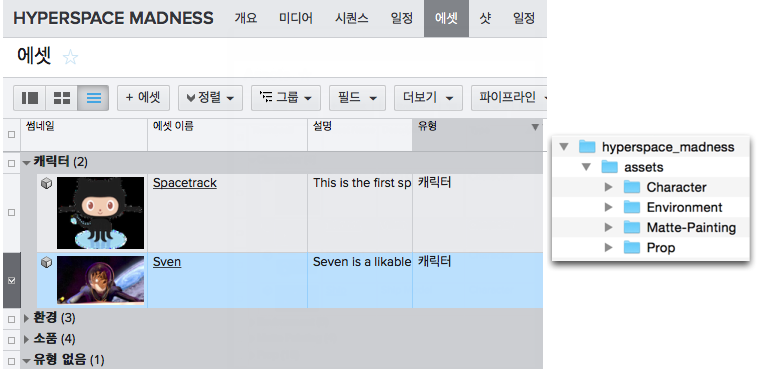 HYPERSPACE MADNESS 개요 미디어 시퀀스 일정 에셋 샷 일정
에셋
+ 에셋 정렬 그룹 필드 더보기 파이프라인
썸네일 에셋 이름 설명 유형
캐릭터 (2)
Spacetrack This is the first sp 캐릭터
Sven Seven is a likable 캐릭터
환경 (3)
소품 (4)
유형 없음 (1)
hyperspace_madness
assets
Character
Environment
Matte-Painting
Prop